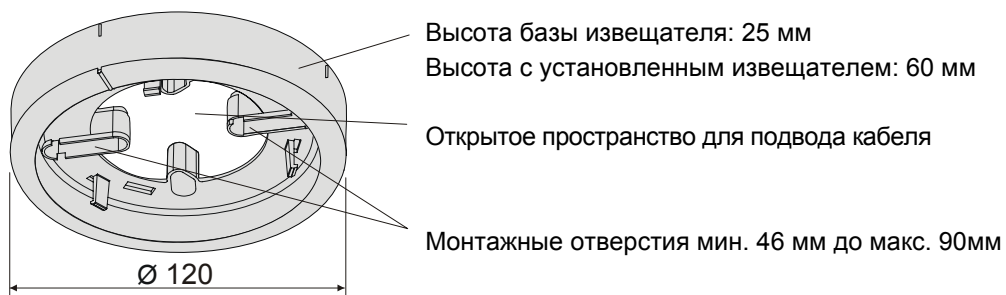 Высота базы извещателя: 25 мм
Высота с установленным извещателем: 60 мм
Открытое пространство для подвода кабеля
Монтажные отверстия мин. 46 мм до макс. 90мм
Ø 120